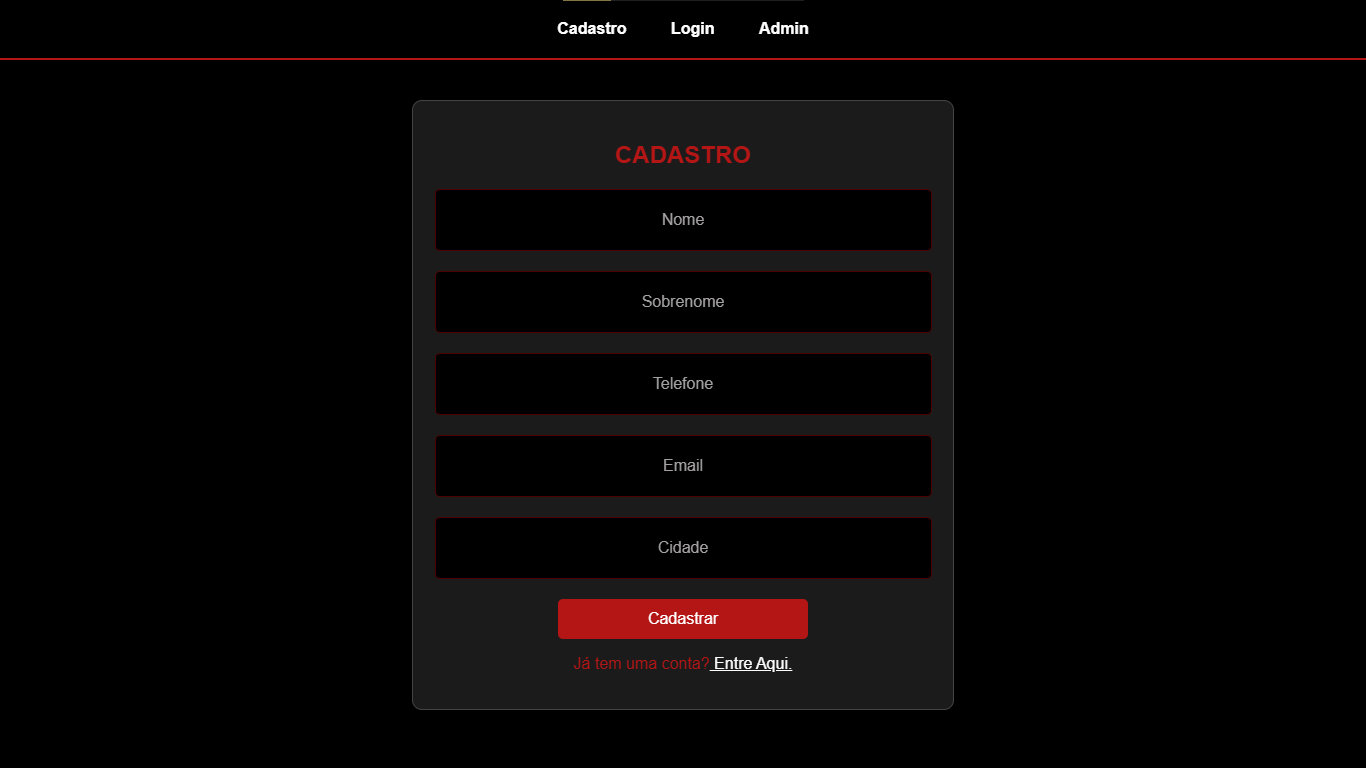 Cadastro Login Admin
CADASTRO
Nome
Sobrenome
Telefone
Email
Cidade
Cadastrar
Já tem uma conta? Entre Aqui.